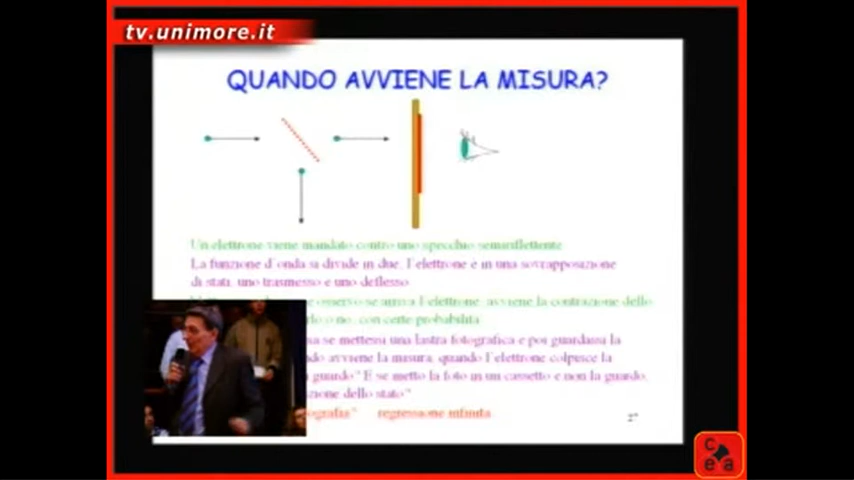 tv.unimore.it
QUANDO AVVIENE LA MISURA?
Un elettrone viene mandato contro uno specchio semiriflettente
La funzione d'onda si divide in due, l'elettrone è in una sovrapposizione
di stati, uno trasmesso e uno deflesso
osservo se arriva l'elettrone, avviene la contrazione dello
o no, con certe probabilità
se mettessi una lastra fotografica e poi guardassi la
avviene la misura, quando l'elettrone colpisce la
guardo? E se metto la foto in un cassetto e non la guardo,
dello stato?
regressione infinita
c
e a